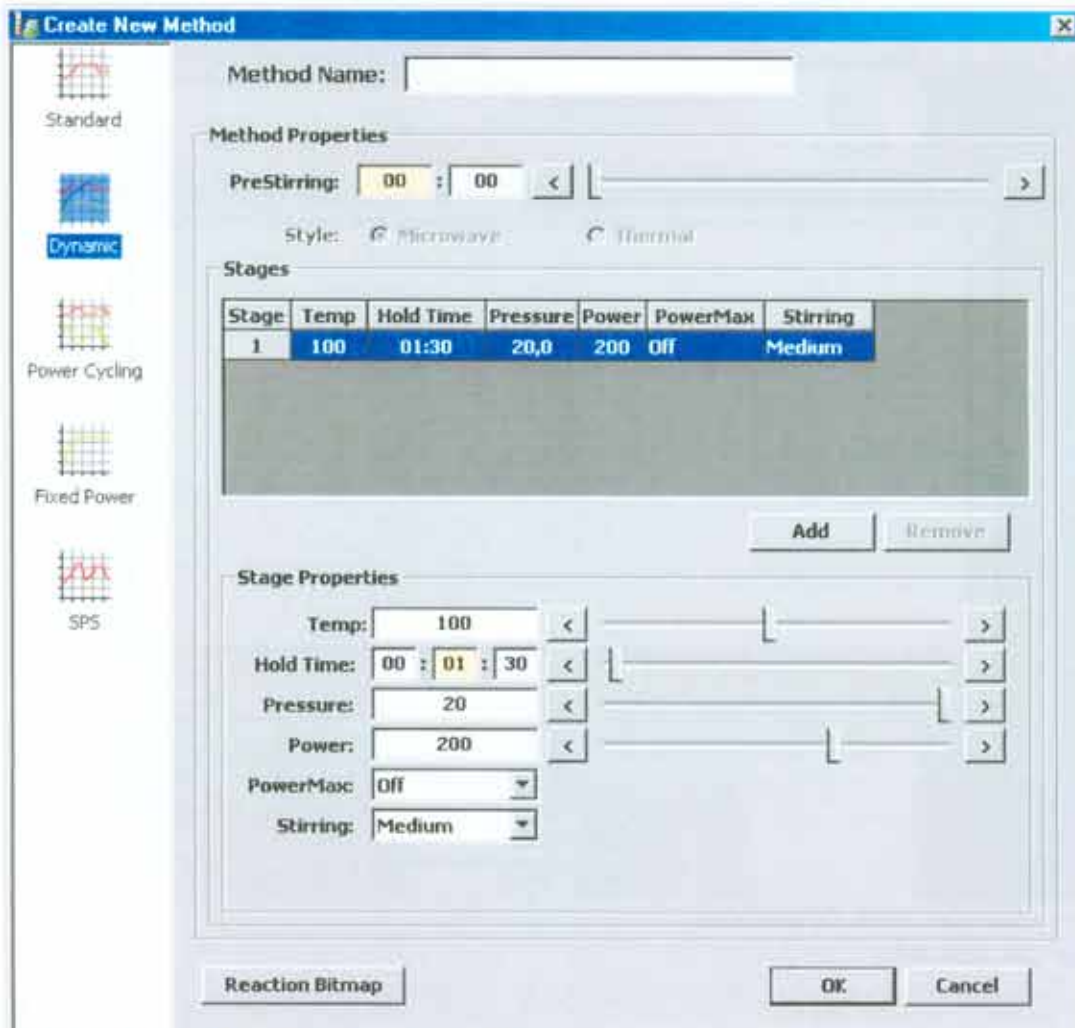 Create New Method
Standard
Dynamic
Power Cycling
Fixed Power
SPS
Method Name:
Method Properties
PreStirring: 00 : 00 < >
Style: Microwave Thermal
Stages
Stage Temp Hold Time Pressure Power PowerMax Stirring
1 100 01:30 20,0 200 Off Medium
Add Remove
Stage Properties
Temp: 100 < >
Hold Time: 00 : 01 : 30 < >
Pressure: 20 < >
Power: 200 < >
PowerMax: Off
Stirring: Medium
Reaction Bitmap OK Cancel